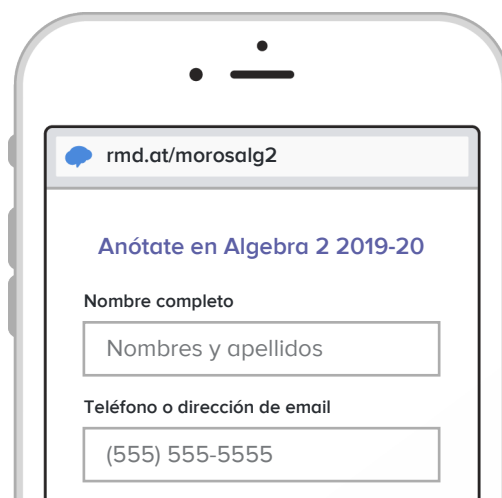 rmd.at/morosalg2
Anótate en Algebra 2 2019-20
Nombre completo
Nombres y apellidos
Teléfono o dirección de email
(555) 555-5555